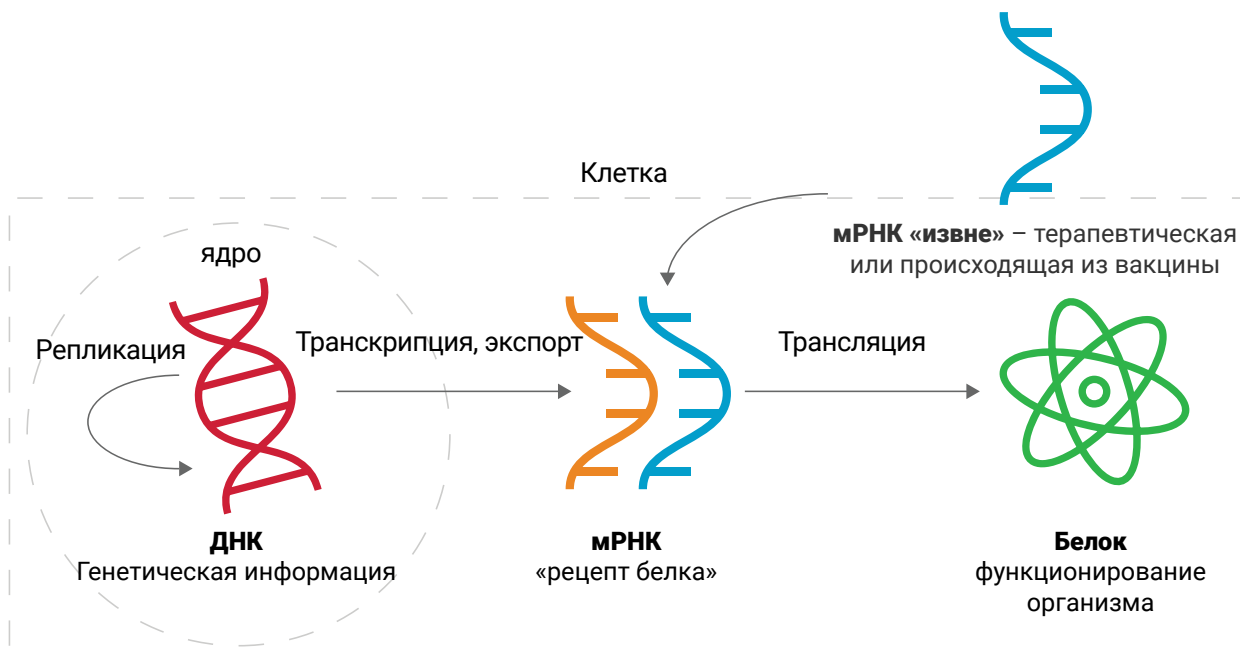 Клетка
мРНК «извне» – терапевтическая
или происходящая из вакцины
ядро
Репликация
Транскрипция, экспорт
Трансляция
ДНК
Генетическая информация
мРНК
«рецепт белка»
Белок
функционирование
организма